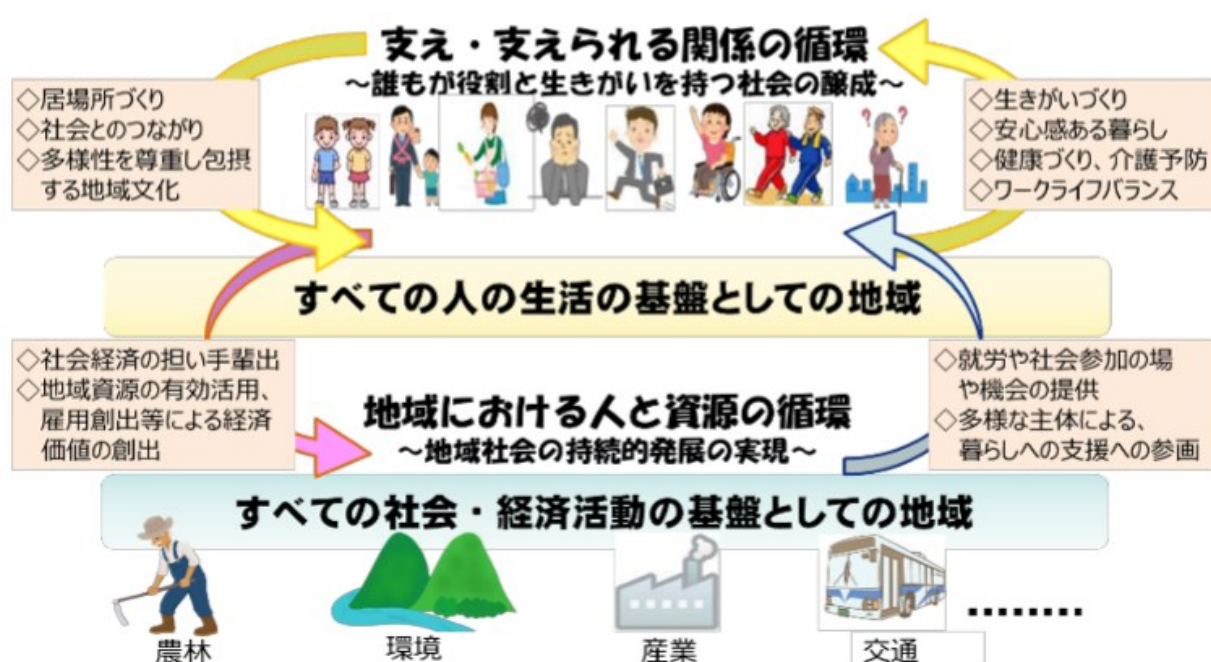 支え・支えられる関係の循環
～誰もが役割と生きがいを持つ社会の醸成～
◇居場所づくり
◇社会とのつながり
◇多様性を尊重し包摂
する地域文化
◇生きがいづくり
◇安心感ある暮らし
◇健康づくり、介護予防
◇ワークライフバランス
? ?
すべての人の生活の基盤としての地域
◇社会経済の担い手輩出
◇地域資源の有効活用、
雇用創出等による経済
価値の創出
地域における人と資源の循環
～地域社会の持続的発展の実現～
◇就労や社会参加の場
や機会の提供
◇多様な主体による、
暮らしへの支援への参画
すべての社会・経済活動の基盤としての地域
農林
環境
産業
交通
………